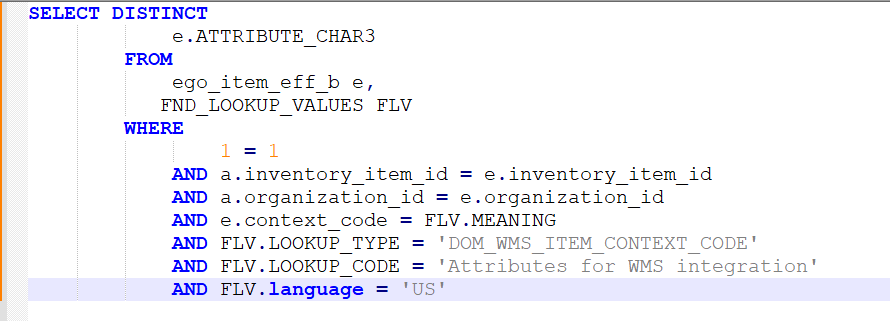 SELECT DISTINCT
e.ATTRIBUTE_CHAR3
FROM
ego_item_eff_b e,
FND_LOOKUP_VALUES FLV
WHERE
1 = 1
AND a.inventory_item_id = e.inventory_item_id
AND a.organization_id = e.organization_id
AND e.context_code = FLV.MEANING
AND FLV.LOOKUP_TYPE = 'DOM_WMS_ITEM_CONTEXT_CODE'
AND FLV.LOOKUP_CODE = 'Attributes for WMS integration'
AND FLV.language = 'US'